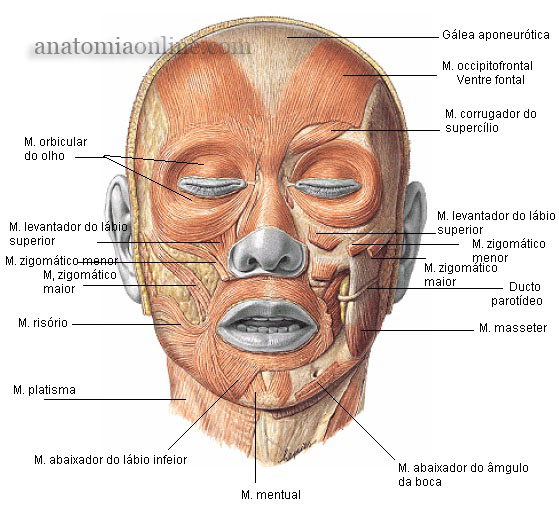 anatomiaonline.com
Gálea aponeurótica
M. occipitofrontal
Ventre fontal
M. corrugador do
supercílio
M. orbicular
do olho
M. levantador do lábio
superior
M. zigomático menor
M, zigomático
maior
M. risório
M. platisma
M. levantador do lábio
superior
M. zigomático
menor
M. zigomático
maior
Ducto
parotídeo
M. masseter
M. abaixador do lábio inferior
M. mentual
M. abaixador do âmgulo
da boca